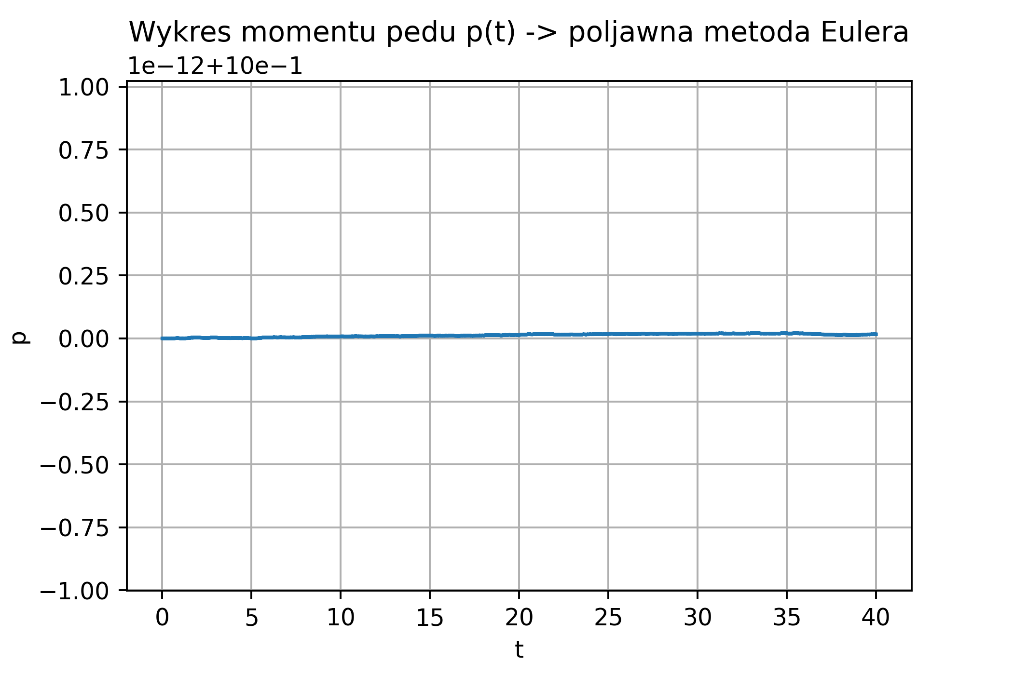 Wykres momentu pedu p(t) -> poljawna metoda Eulera
1e−12+10e−1
1.00
0.75
0.50
0.25
0.00
−0.25
−0.50
−0.75
−1.00
p
0 5 10 15 20 25 30 35 40
t